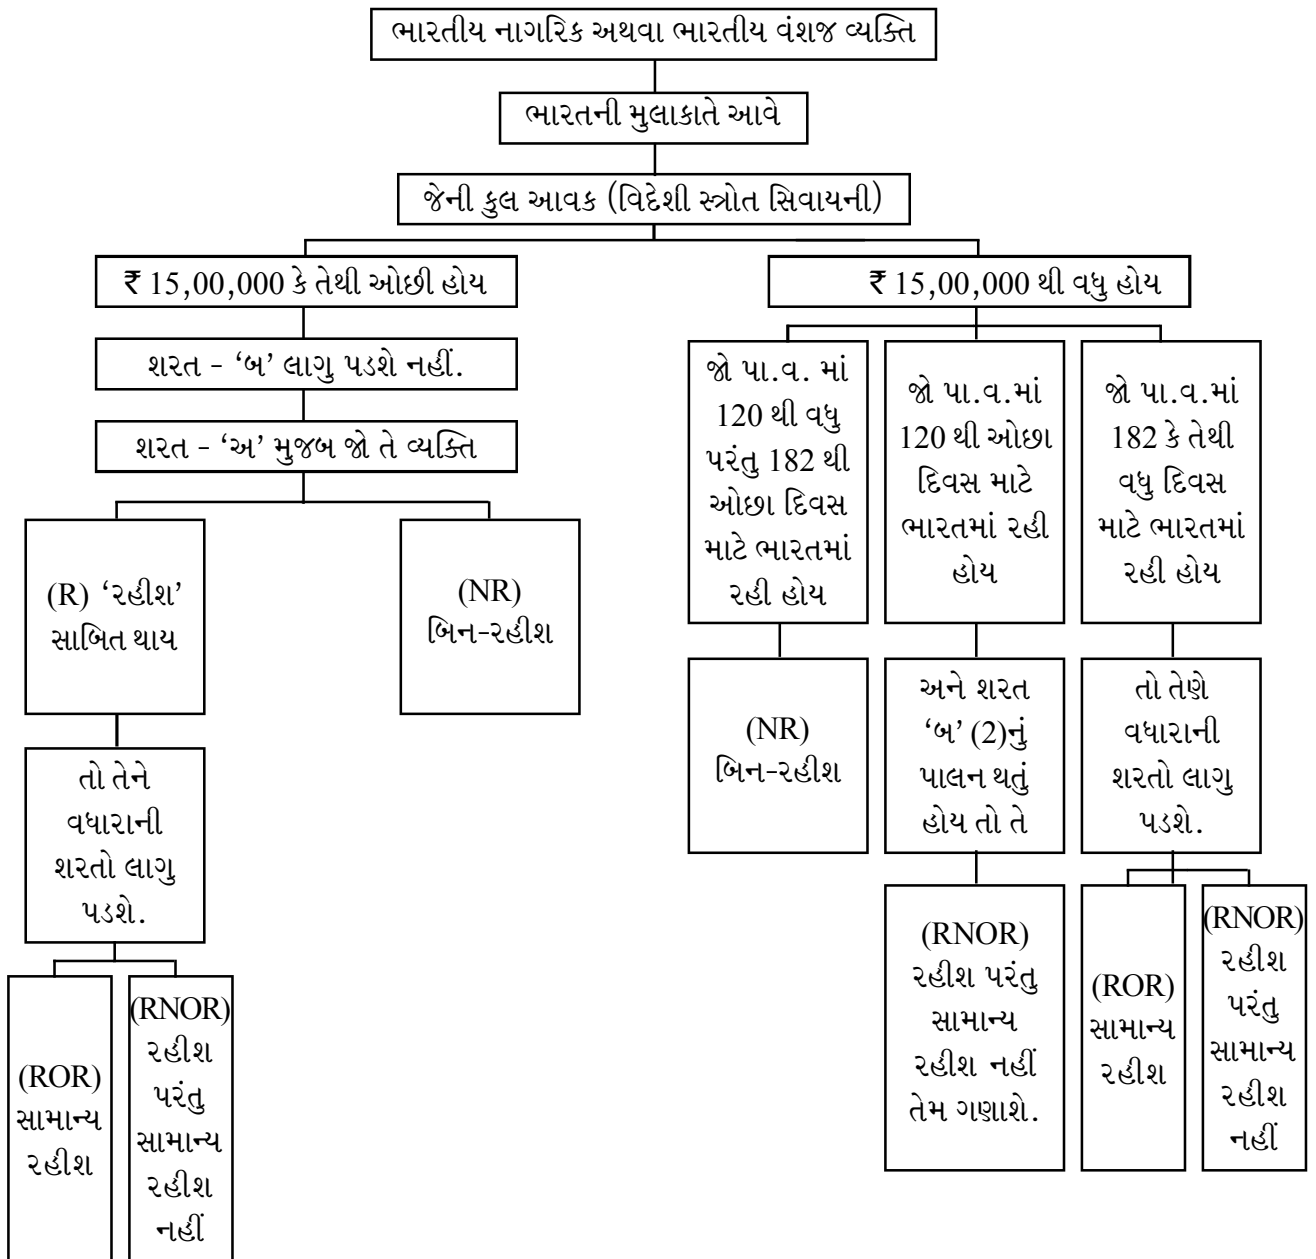 ભારતીય નાગરિક અથવા ભારતીય વંશજ વ્યક્તિ
ભારતની મુલાકાતે આવે
જેની કુલ આવક (વિદેશી સ્ત્રોત સિવાયની)
₹ 15,00,000 કે તેથી ઓછી હોય
શરત - ‘બ’ લાગુ પડશે નહીં.
શરત - ‘અ’ મુજબ જો તે વ્યક્તિ
(R) ‘રહીશ’
સાબિત થાય
તો તેને
વધારાની
શરતો લાગુ
પડશે.
(ROR)
સામાન્ય
રહીશ
(RNOR)
રહીશ
પરંતુ
સામાન્ય
રહીશ
નહીં
(NR)
બિન-રહીશ
₹ 15,00,000 થી વધુ હોય
જો પા.વ. માં
120 થી વધુ
પરંતુ 182 થી
ઓછા દિવસ
માટે ભારતમાં
રહી હોય
(NR)
બિન-રહીશ
જો પા.વ.માં
120 થી ઓછા
દિવસ માટે
ભારતમાં રહી
હોય
અને શરત
‘બ’ (2)નું
પાલન થતું
હોય તો તે
(RNOR)
રહીશ પરંતુ
સામાન્ય
રહીશ નહીં
તેમ ગણાશે.
જો પા.વ.માં
182 કે તેથી
વધુ દિવસ
માટે ભારતમાં
રહી હોય
તો તેણે
વધારાની
શરતો લાગુ
પડશે.
(ROR)
સામાન્ય
રહીશ
(RNOR)
રહીશ
પરંતુ
સામાન્ય
રહીશ
નહીં